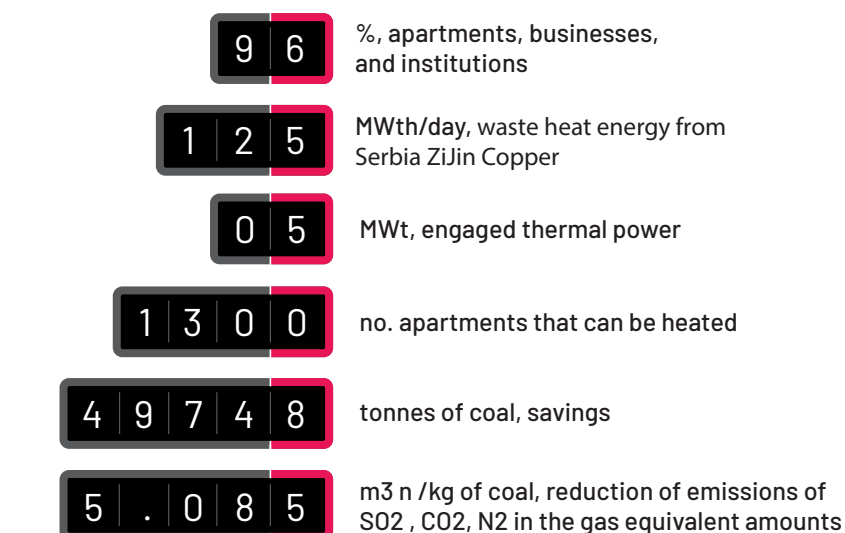 96 %, apartments, businesses,
and institutions
125 MWth/day, waste heat energy from
Serbia ZiJin Copper
05 MWt, engaged thermal power
1300 no. apartments that can be heated
49748 tonnes of coal, savings
5.085 m3 n /kg of coal, reduction of emissions of
SO2 , CO2, N2 in the gas equivalent amounts